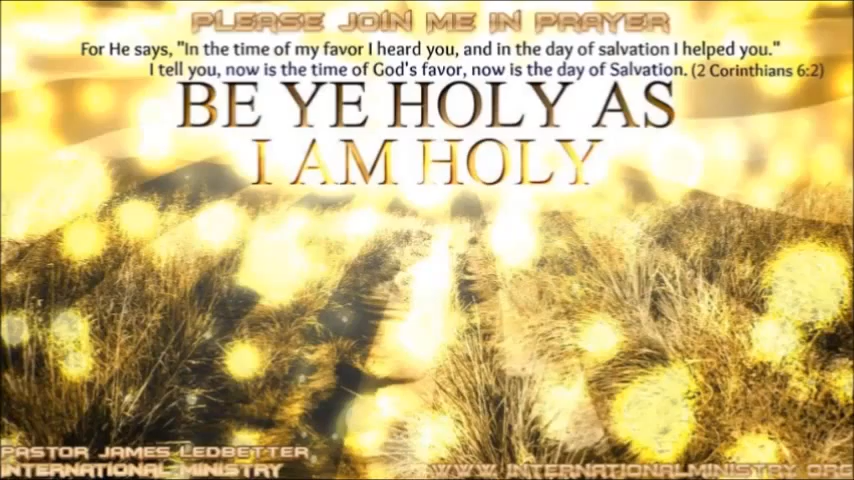 PLEASE JOIN ME IN PRAYER
For He says, "In the time of my favor I heard you, and in the day of salvation I helped you."
I tell you, now is the time of God's favor, now is the day of Salvation. (2 Corinthians 6:2)
BE YE HOLY AS
I AM HOLY
PASTOR JAMES LEDBETTER
INTERNATIONAL MINISTRY
WWW.INTERNATIONALMINISTRY.ORG